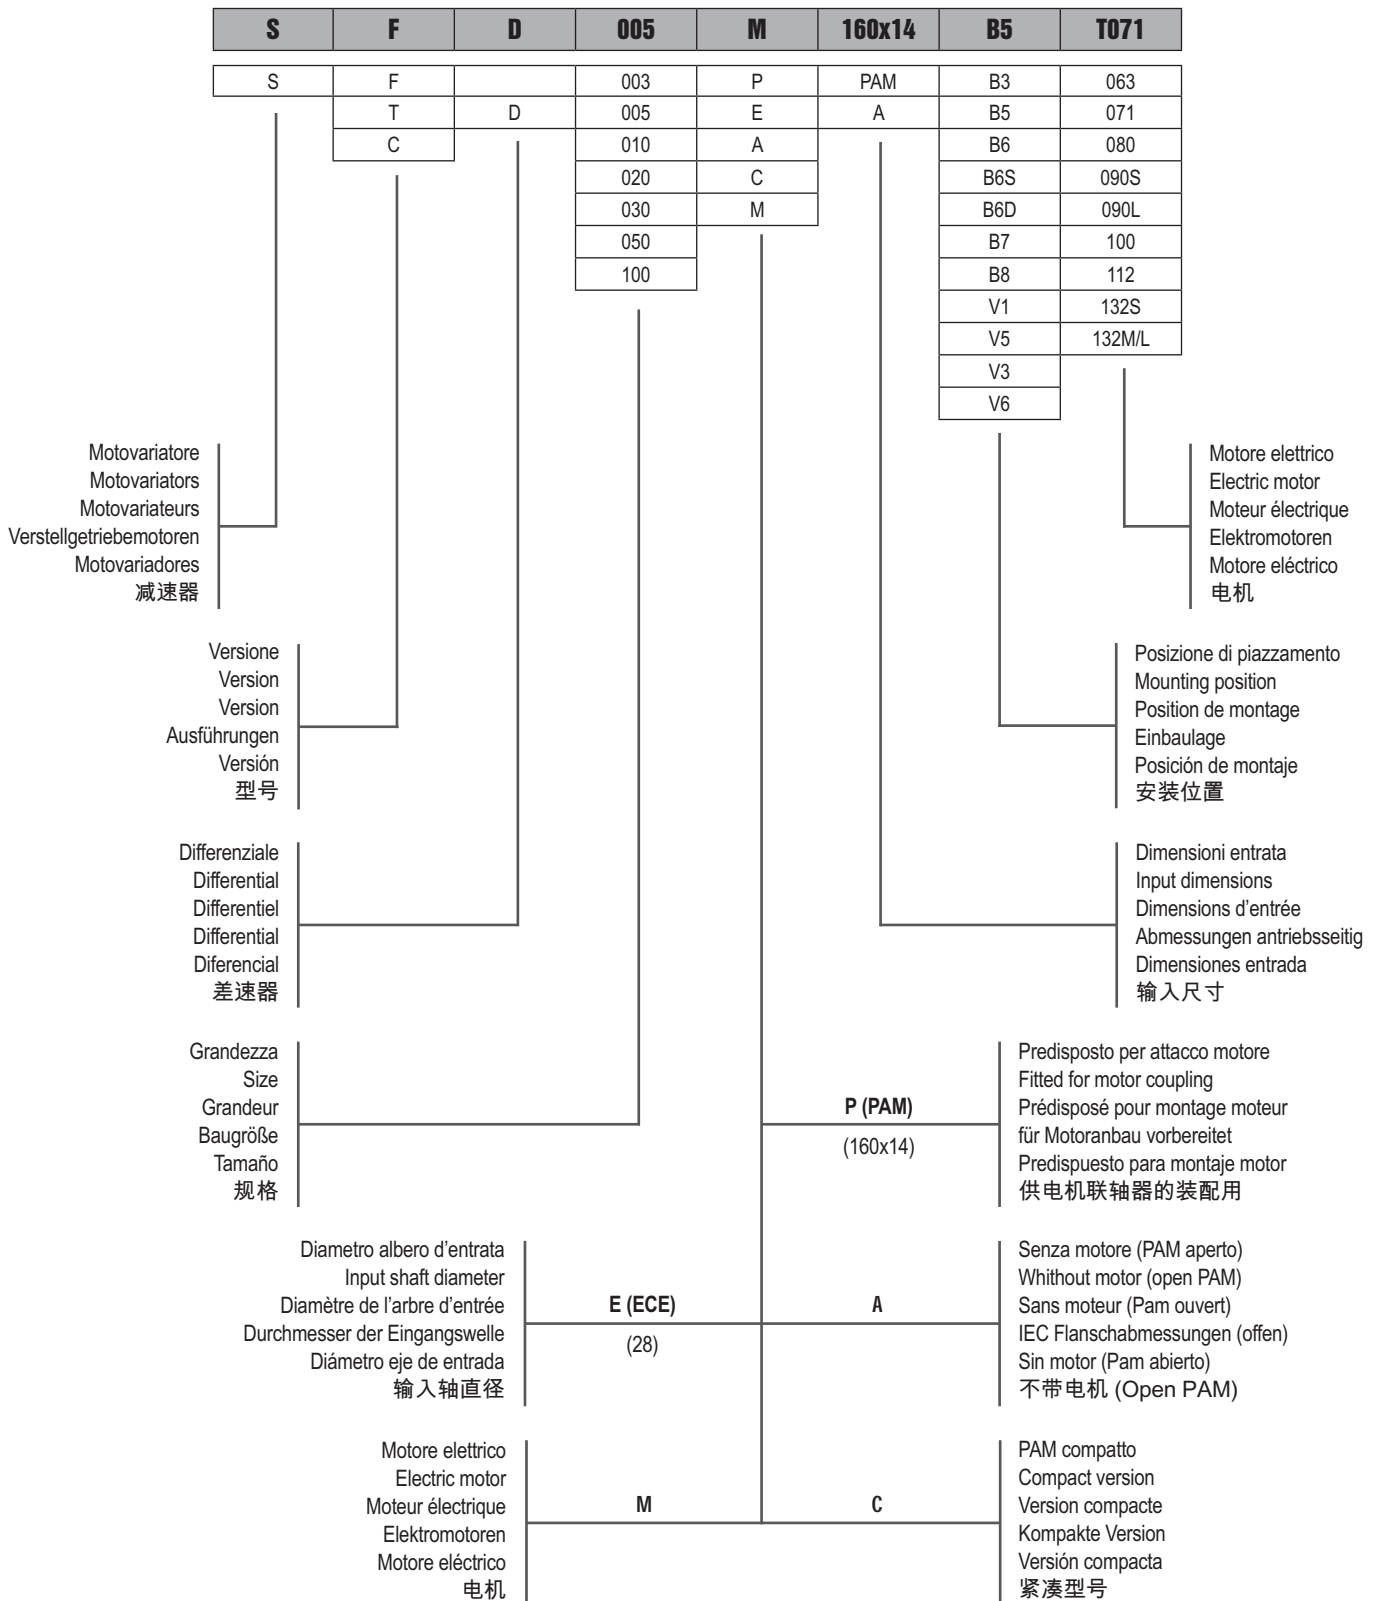 S F D 005 M 160x14 B5 T071
S F 003 P PAM B3 063
T D 005 E A B5 071
C 010 A B6 080
020 C B6S 090S
030 M B6D 090L
050 B7 100
100 B8 112
V1 132S
V5 132M/L
V3
V6
Motovariatore
Motovariators
Motovariateurs
Verstellgetriebemotoren
Motovariadores
减速器
Motore elettrico
Electric motor
Moteur électrique
Elektromotoren
Motore eléctrico
电机
Versione
Version
Version
Ausführungen
Versión
型号
Posizione di piazzamento
Mounting position
Position de montage
Einbaulage
Posición de montaje
安装位置
Differenziale
Differential
Differentiel
Differential
Diferencial
差速器
Dimensioni entrata
Input dimensions
Dimensions d'entrée
Abmessungen antriebsseitig
Dimensiones entrada
输入尺寸
Grandezza
Size
Grandeur
Baugröße
Tamaño
规格
P (PAM)
(160x14)
Predisposto per attacco motore
Fitted for motor coupling
Prédisposé pour montage moteur
für Motoranbau vorbereitet
Predispuesto para montaje motor
供电机联轴器的装配用
Diametro albero d'entrata
Input shaft diameter
Diamètre de l'arbre d'entrée
Durchmesser der Eingangswelle
Diámetro eje de entrada
输入轴直径
E (ECE)
(28)
A
Senza motore (PAM aperto)
Whithout motor (open PAM)
Sans moteur (Pam ouvert)
IEC Flanschabmessungen (offen)
Sin motor (Pam abierto)
不带电机 (Open PAM)
Motore elettrico
Electric motor
Moteur électrique
Elektromotoren
Motore eléctrico
电机
M
C
PAM compatto
Compact version
Version compacte
Kompakte Version
Versión compacta
紧凑型号